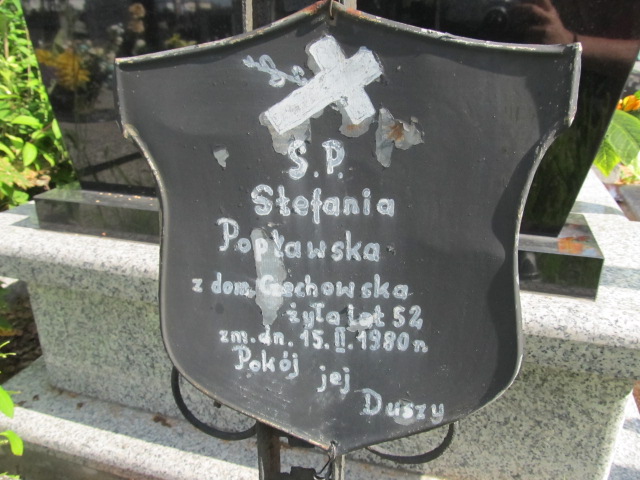 Ś.P.
Stefania
Popławska
z dom. Czechowska
żyła lat 52
zm. dn. 15.II.1980 r.
Pokój jej
Duszy